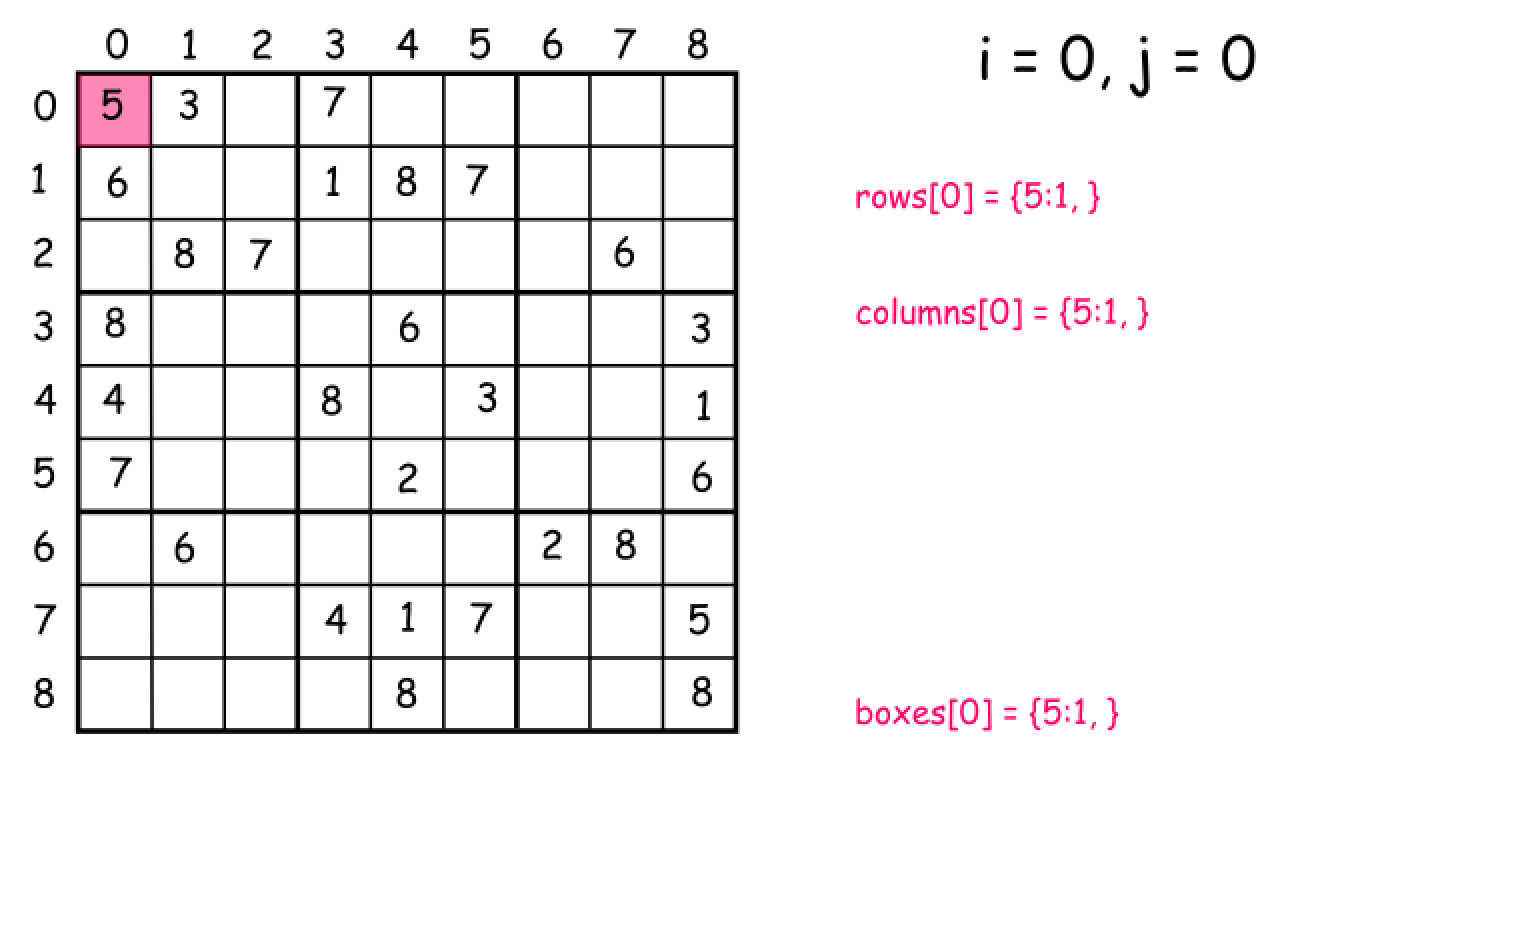 0 1 2 3 4 5 6 7 8
i = 0, j = 0
0 5 3 7
1 6 1 8 7
rows[0] = {5:1, }
2 8 7 6
3 8 6 3
columns[0] = {5:1, }
4 4 8 3 1
5 7 2 6
6 6 2 8
7 4 1 7 5
8 8 8
boxes[0] = {5:1, }